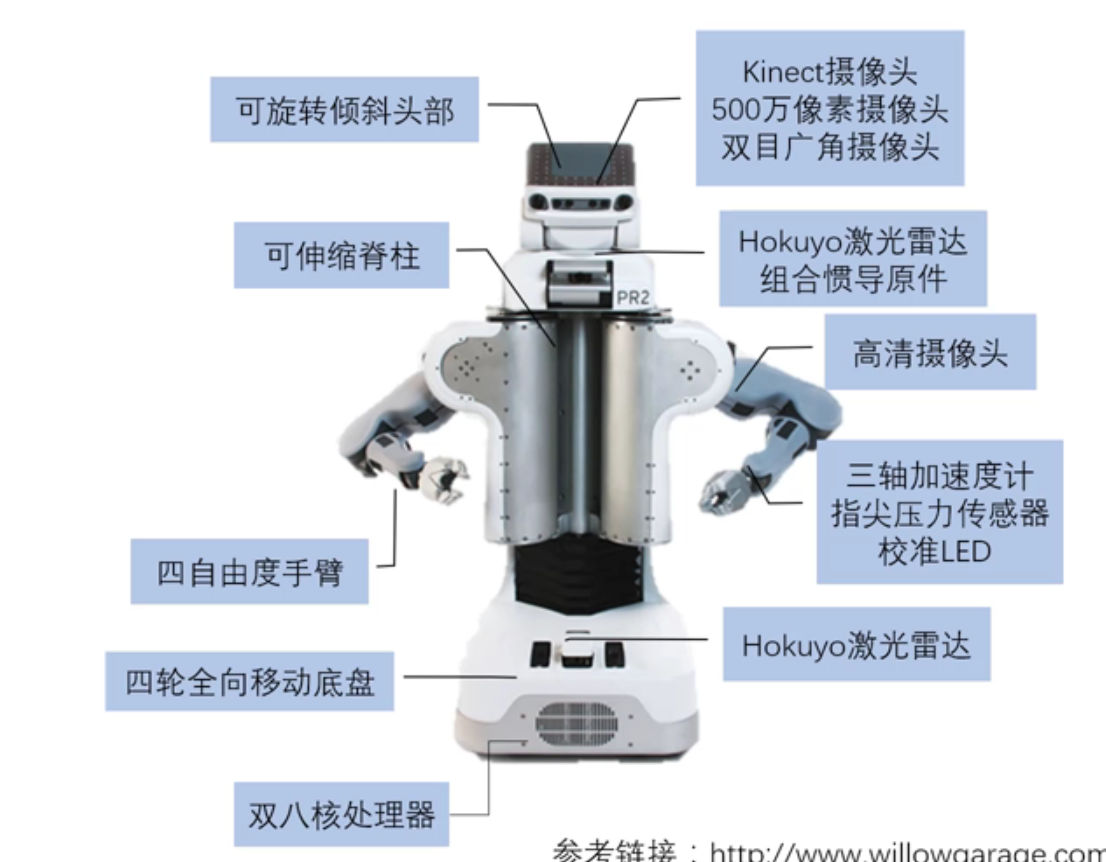 可旋转倾斜头部
Kinect摄像头
500万像素摄像头
双目广角摄像头
可伸缩脊柱
Hokuyo激光雷达
组合惯导原件
PR2
高清摄像头
三轴加速度计
指尖压力传感器
校准LED
四自由度手臂
Hokuyo激光雷达
四轮全向移动底盘
双八核处理器
参考链接：http://www.willowgarage.com